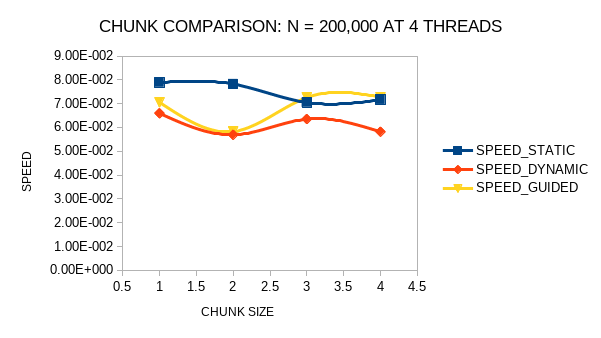 CHUNK COMPARISON: N = 200,000 AT 4 THREADS
9.00E-002
8.00E-002
7.00E-002
6.00E-002
5.00E-002
4.00E-002
3.00E-002
2.00E-002
1.00E-002
0.00E+000
SPEED
0.5 1 1.5 2 2.5 3 3.5 4 4.5
CHUNK SIZE
SPEED_STATIC
SPEED_DYNAMIC
SPEED_GUIDED